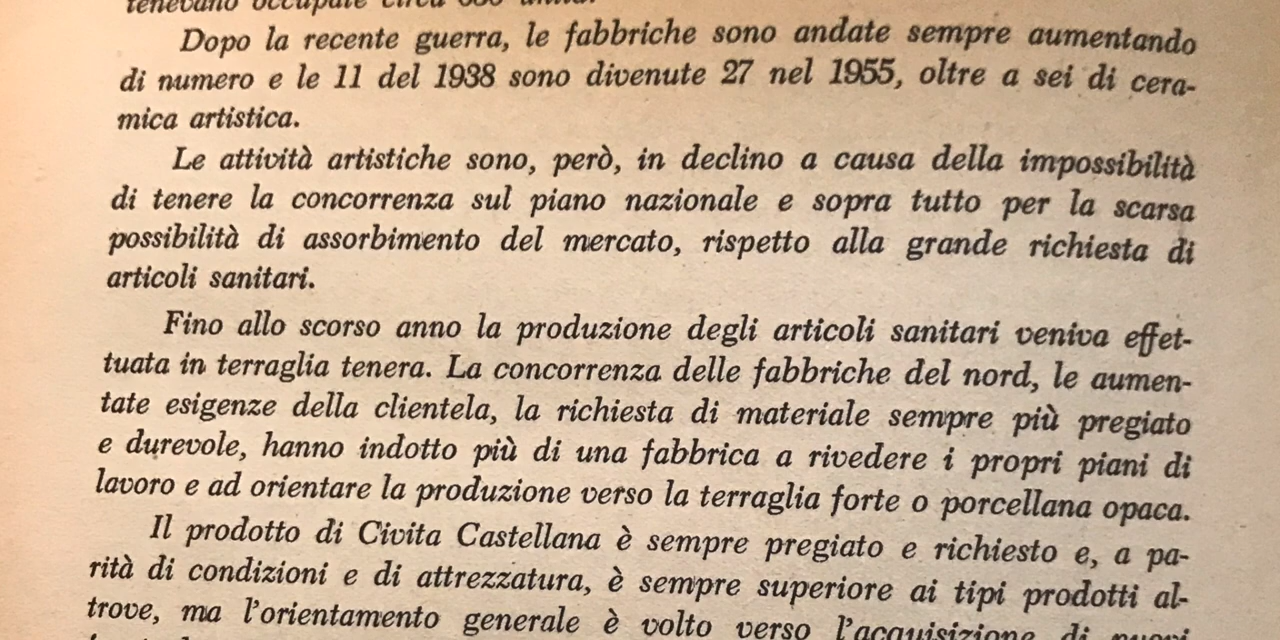 tenevano occupate circa
Dopo la recente guerra, le fabbriche sono andate sempre aumentando
di numero e le 11 del 1938 sono divenute 27 nel 1955, oltre a sei di cera-
mica artistica.
Le attività artistiche sono, però, in declino a causa della impossibilità
di tenere la concorrenza sul piano nazionale e sopra tutto per la scarsa
possibilità di assorbimento del mercato, rispetto alla grande richiesta di
articoli sanitari.
Fino allo scorso anno la produzione degli articoli sanitari veniva effet-
tuata in terraglia tenera. La concorrenza delle fabbriche del nord, le aumen-
tate esigenze della clientela, la richiesta di materiale sempre più pregiato
e durevole, hanno indotto più di una fabbrica a rivedere i propri piani di
lavoro e ad orientare la produzione verso la terraglia forte o porcellana opaca.
Il prodotto di Civita Castellana è sempre pregiato e richiesto e, a pa-
rità di condizioni e di attrezzatura, è sempre superiore ai tipi prodotti al-
trove, ma l'orientamento generale è volto verso l'acquisizione di nuovi